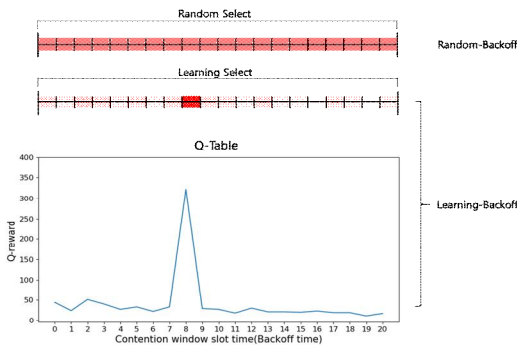 Random Select
Random-Backoff
Learning Select
Q-Table
Learning-Backoff
Q-reward
400
350
300
250
200
150
100
50
0
0 1 2 3 4 5 6 7 8 9 10 11 12 13 14 15 16 17 18 19 20
Contention window slot time(Backoff time)